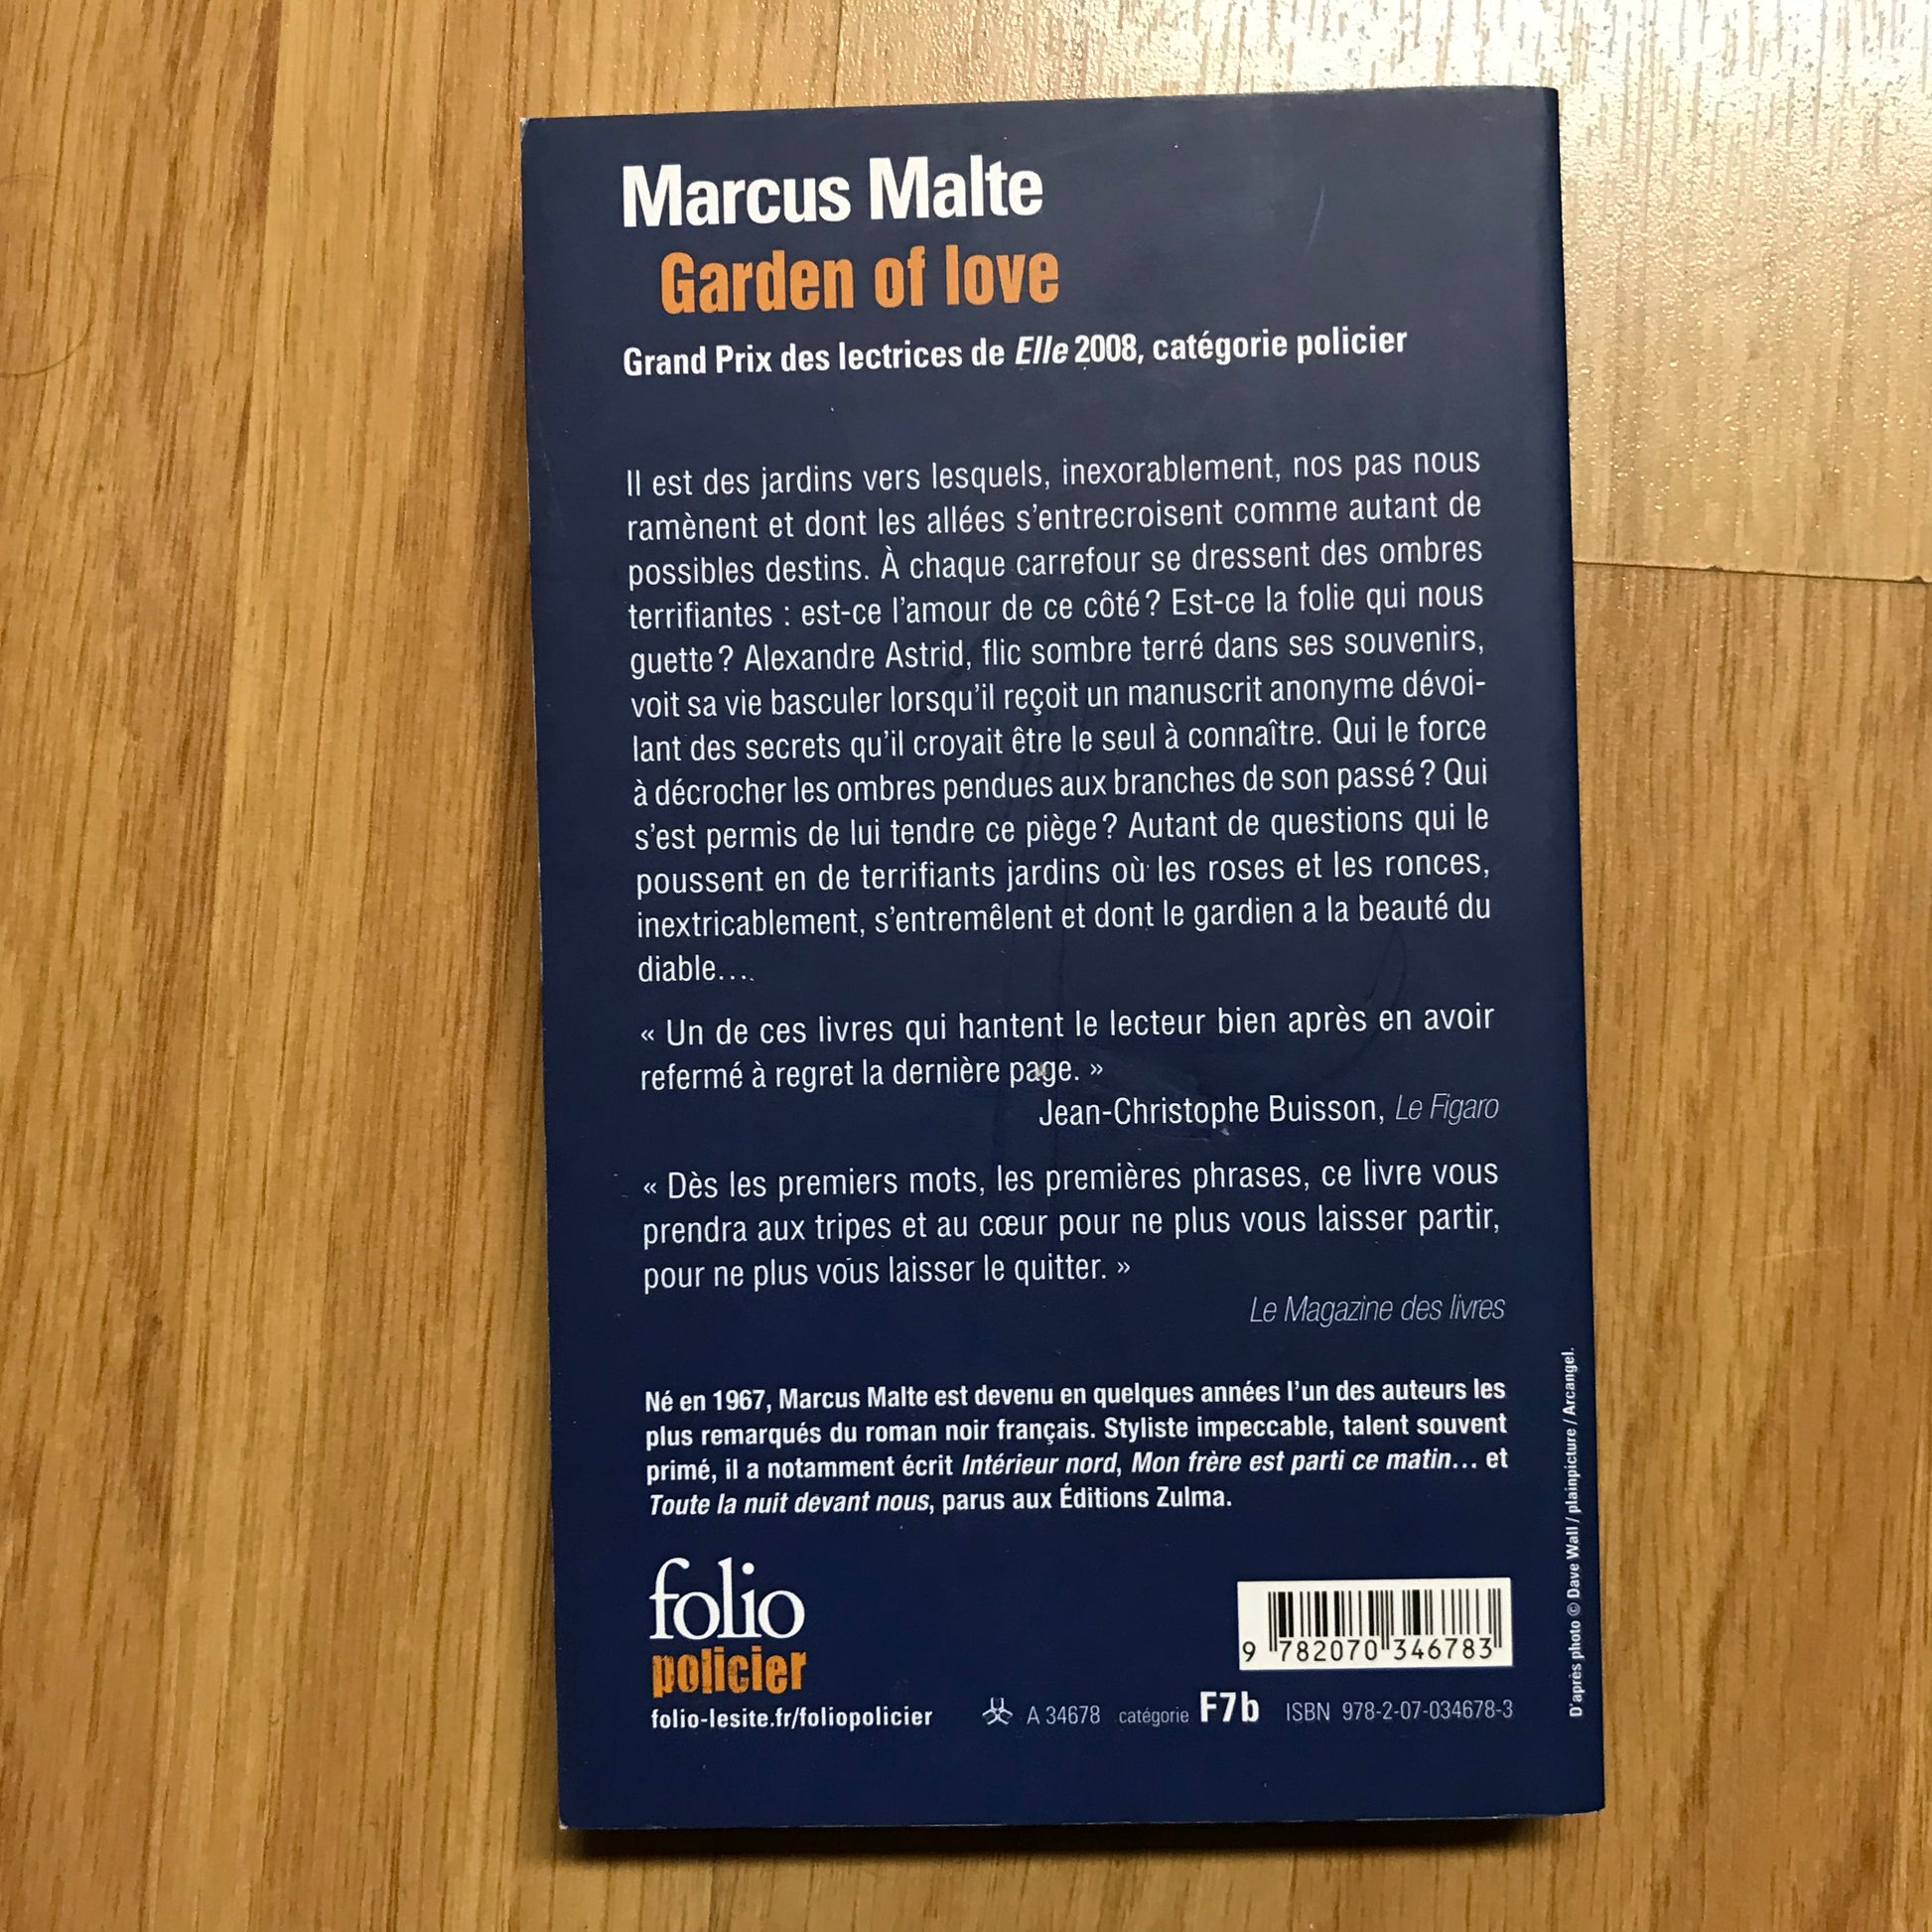 Marcus Malte
Garden of love
Grand Prix des lectrices de Elle 2008, catégorie policier
Il est des jardins vers lesquels, inexorablement, nos pas nous
ramènent et dont les allées s'entrecroisent comme autant de
possibles destins. À chaque carrefour se dressent des ombres
terrifiantes : est-ce l'amour de ce côté ? Est-ce la folie qui nous
guette ? Alexandre Astrid, flic sombre terré dans ses souvenirs,
voit sa vie basculer lorsqu'il reçoit un manuscrit anonyme dévoi-
lant des secrets qu'il croyait être le seul à connaître. Qui le force
à décrocher les ombres pendues aux branches de son passé ? Qui
s'est permis de lui tendre ce piège ? Autant de questions qui le
poussent en de terrifiants jardins où les roses et les ronces,
inextricablement, s'entremêlent et dont le gardien a la beauté du
diable...
« Un de ces livres qui hantent le lecteur bien après en avoir
refermé à regret la dernière page. »
Jean-Christophe Buisson, Le Figaro
« Dès les premiers mots, les premières phrases, ce livre vous
prendra aux tripes et au cœur pour ne plus vous laisser partir,
pour ne plus vous laisser le quitter. »
Le Magazine des livres
Né en 1967, Marcus Malte est devenu en quelques années l'un des auteurs les
plus remarqués du roman noir français. Styliste impeccable, talent souvent
primé, il a notamment écrit Intérieur nord, Mon frère est parti ce matin... et
Toute la nuit devant nous, parus aux Éditions Zulma.
folio
policier
folio-lesite.fr/foliopolicier
9 782070 346783
A 34678 catégorie F7b ISBN 978-2-07-034678-3
D'après photo © Dave Wall / plainpicture / Arcangel.